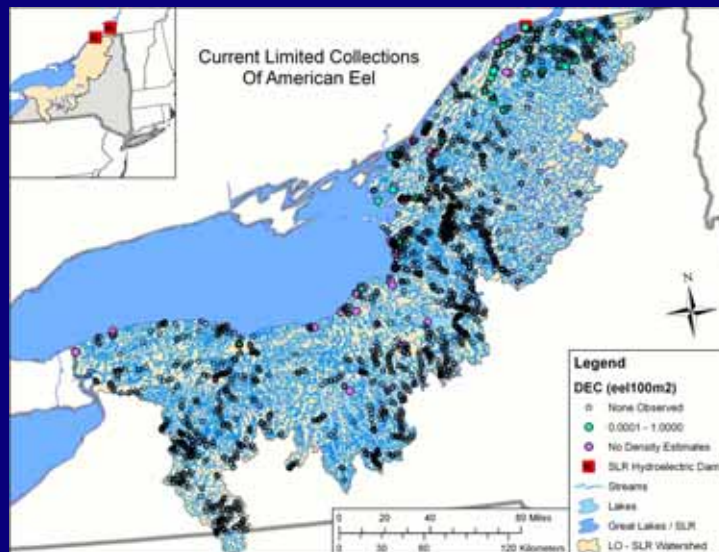 Current Limited Collections
Of American Eel
N
Legend
DEC (eel100m2)
None Observed
0.0001 - 1.0000
No Density Estimates
SLR Hydroelectric Dam
Streams
Lakes
Great Lakes / SLR
LO - SLR Watershed
0 20 40 80 Miles
0 30 60 120 Kilometers